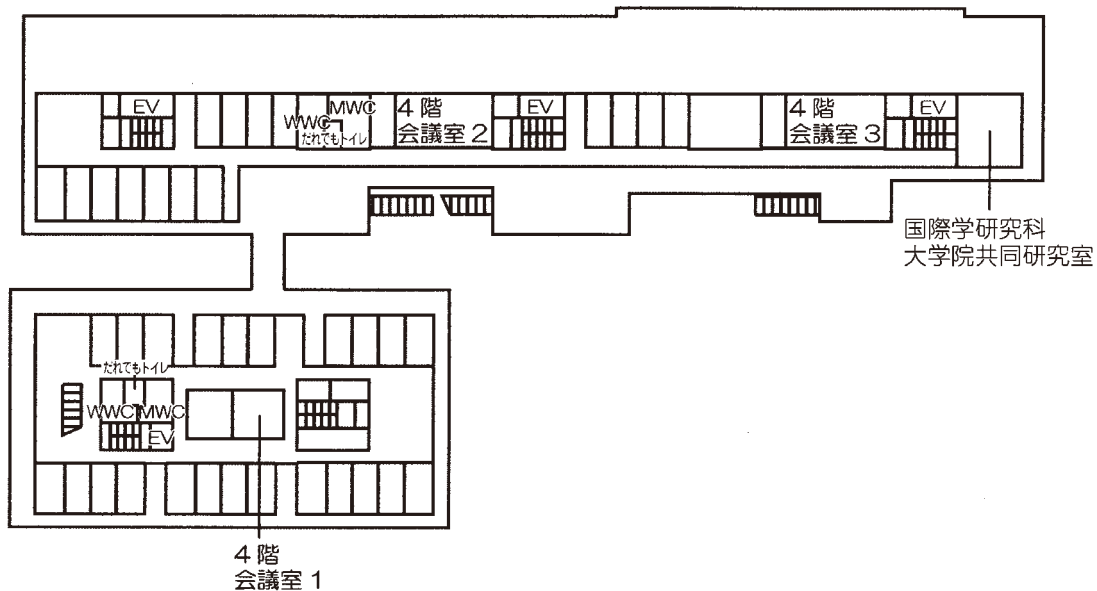 EV
WWC
MWC
だれでもトイレ
4階
会議室2
EV
4階
会議室3
EV
国際学研究科
大学院共同研究室
だれでもトイレ
WWC
MWC
EV
4階
会議室1